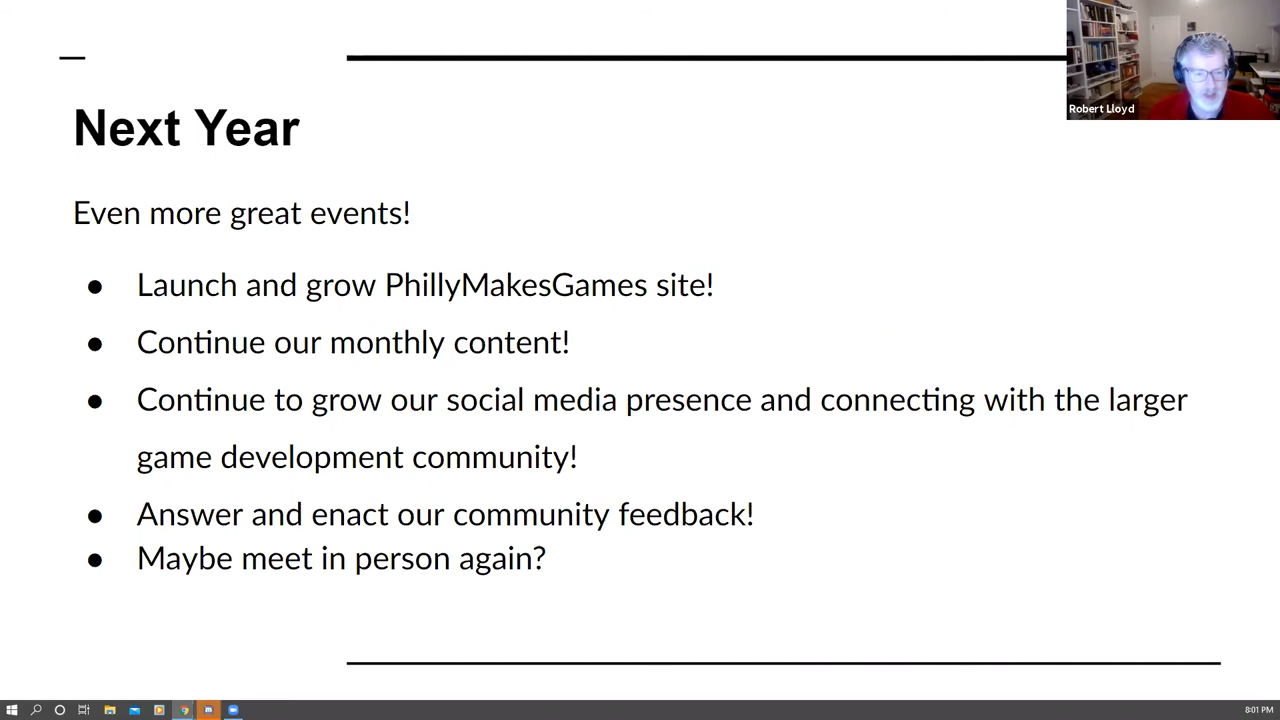 Robert Lloyd
Next Year
Even more great events!
● Launch and grow PhillyMakesGames site!
● Continue our monthly content!
● Continue to grow our social media presence and connecting with the larger
game development community!
● Answer and enact our community feedback!
● Maybe meet in person again?
8:01 PM